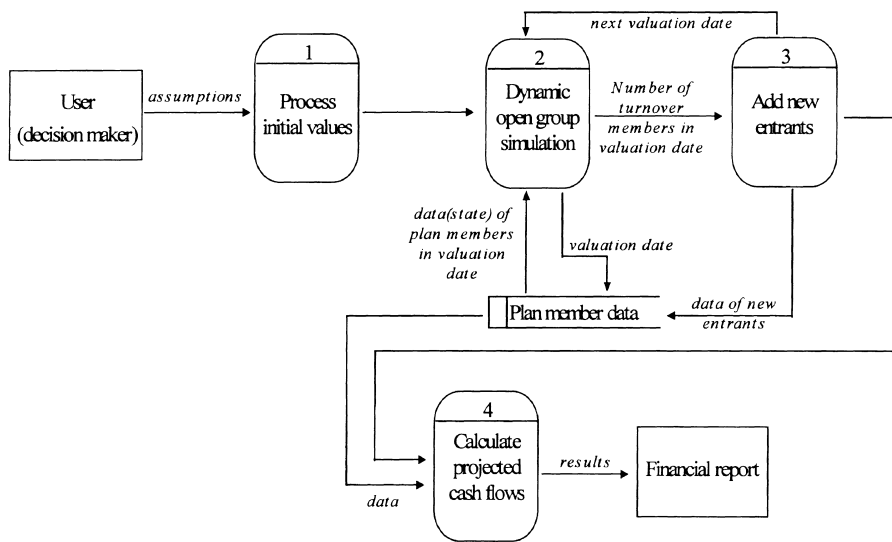 next valuation date
1
2
3
User
(decision maker)
assumptions
Process
initial values
Dynamic
open group
simulation
Number of
turnover
members in
valuation date
Add new
entrants
data(state) of
plan members
in valuation
date
valuation date
Plan member data
data of new
entrants
4
Calculate
projected
cash flows
results
Financial report
data